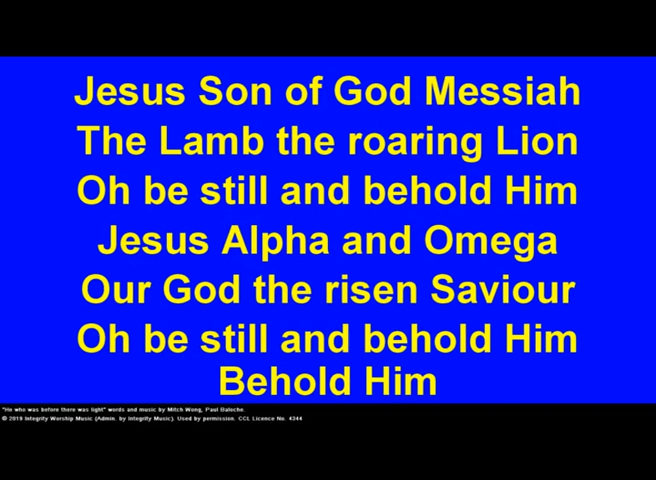 Jesus Son of God Messiah
The Lamb the roaring Lion
Oh be still and behold Him
Jesus Alpha and Omega
Our God the risen Saviour
Oh be still and behold Him
Behold Him
"He who was before there was light" words and music by Mitch Wong, Paul Baloche.
© 2019 Integrity Worship Music (Admin. by Integrity Music). Used by permission. CCL Licence No. 4344